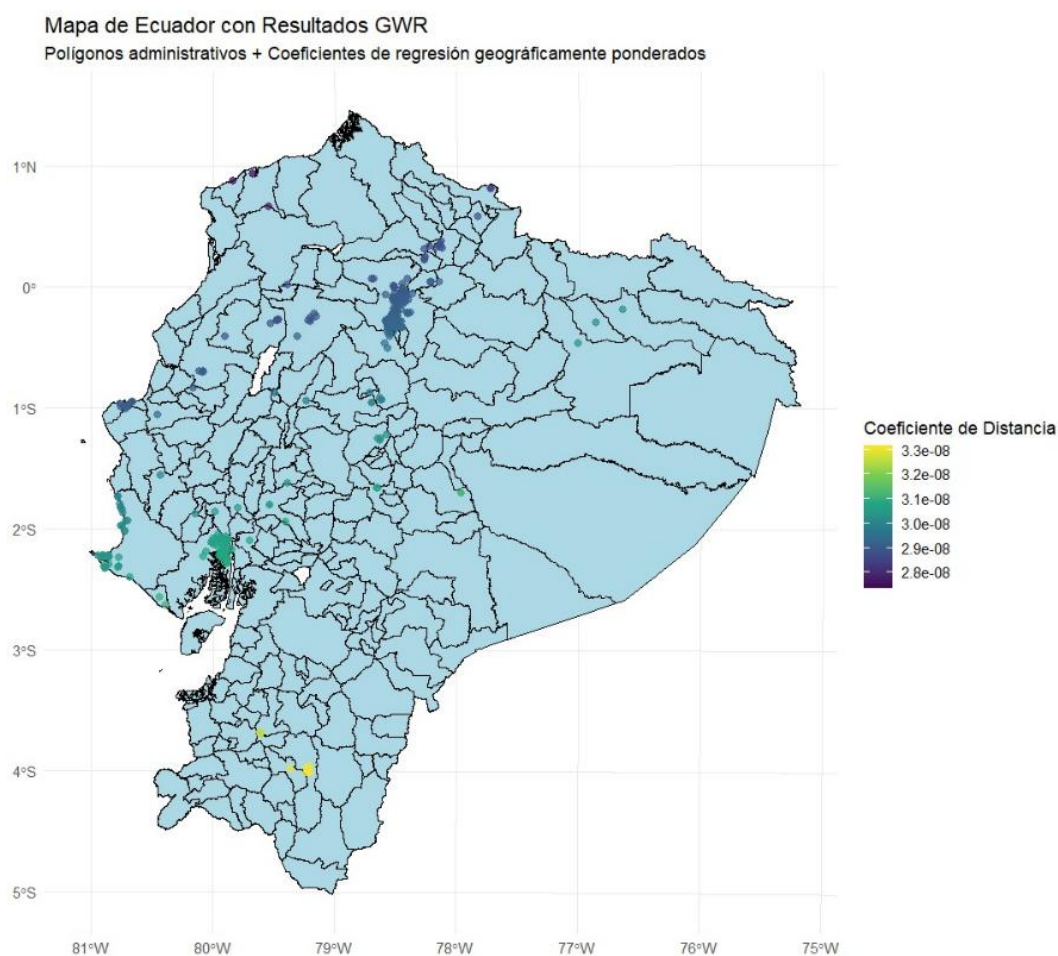 Mapa de Ecuador con Resultados GWR
Polígonos administrativos + Coeficientes de regresión geográficamente ponderados
1°N
0°
1°S
2°S
3°S
4°S
5°S
81°W
80°W
79°W
78°W
77°W
76°W
75°W
Coeficiente de Distancia
3.3e-08
3.2e-08
3.1e-08
3.0e-08
2.9e-08
2.8e-08